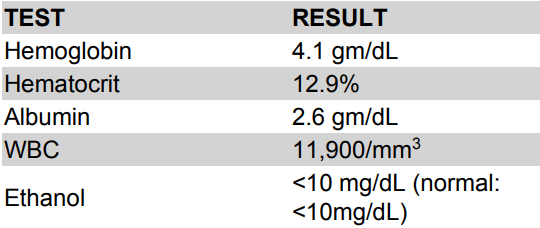 TEST RESULT
Hemoglobin 4.1 gm/dL
Hematocrit 12.9%
Albumin 2.6 gm/dL
WBC 11,900/mm³
Ethanol <10 mg/dL (normal:
<10mg/dL)